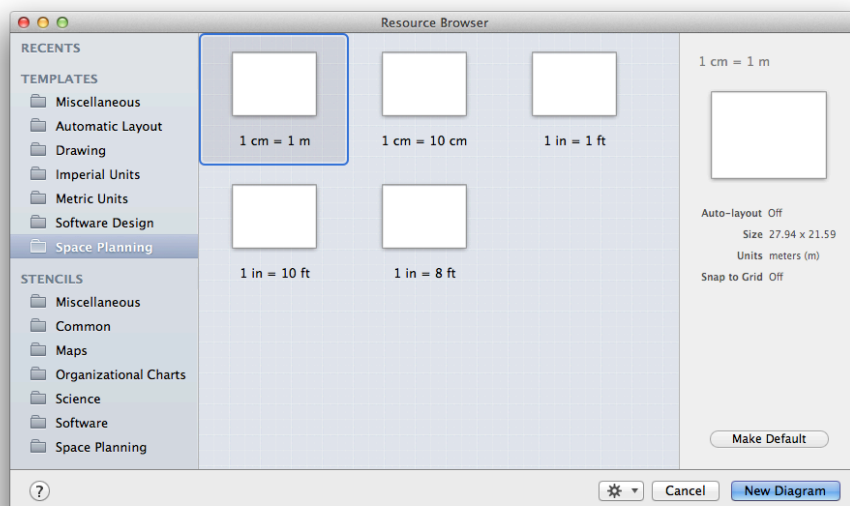 Resource Browser
RECENTS
TEMPLATES
Miscellaneous
Automatic Layout
Drawing
Imperial Units
Metric Units
Software Design
Space Planning
STENCILS
Miscellaneous
Common
Maps
Organizational Charts
Science
Software
Space Planning
1 cm = 1 m
1 cm = 10 cm
1 in = 1 ft
1 in = 10 ft
1 in = 8 ft
1 cm = 1 m
Auto-layout Off
Size 27.94 x 21.59
Units meters (m)
Snap to Grid Off
Make Default
?
Cancel
New Diagram